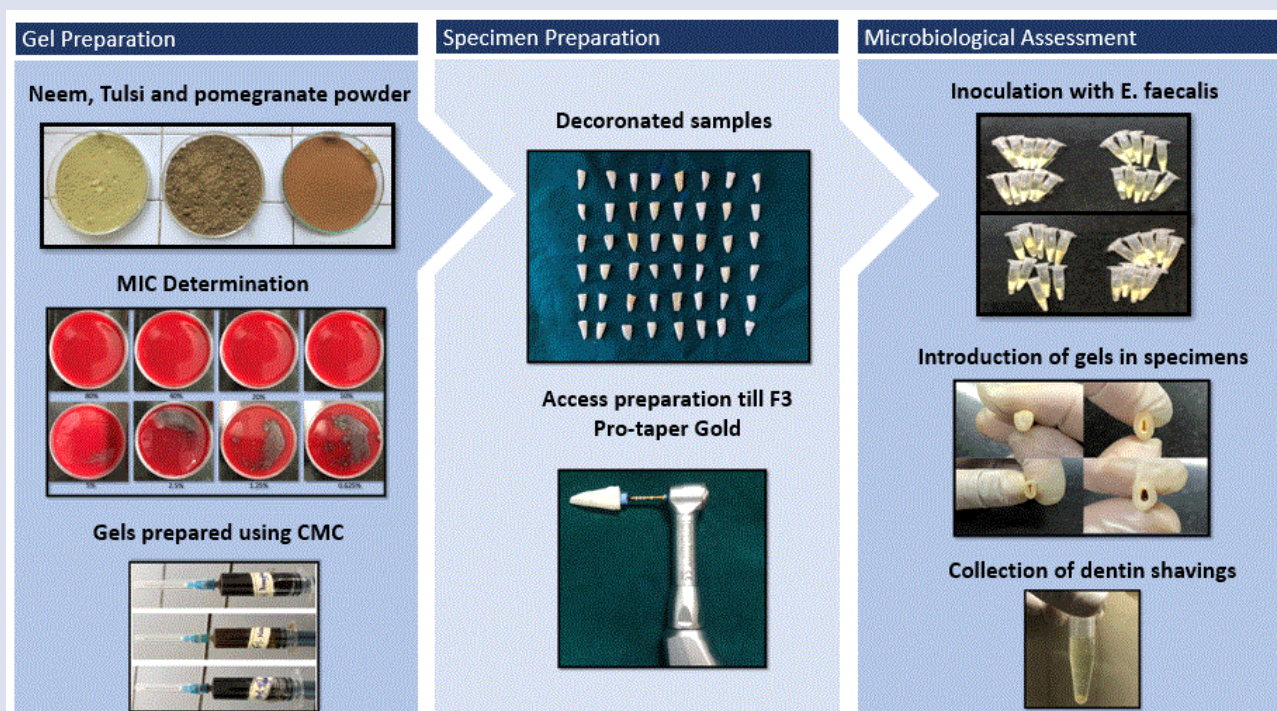 Gel Preparation
Neem, Tulsi and pomegranate powder
MIC Determination
80%
60%
20%
10%
5%
2.5%
1.25%
0.625%
Gels prepared using CMC
Specimen Preparation
Decoronated samples
Access preparation till F3
Pro-taper Gold
Microbiological Assessment
Inoculation with E. faecalis
Introduction of gels in specimens
Collection of dentin shavings